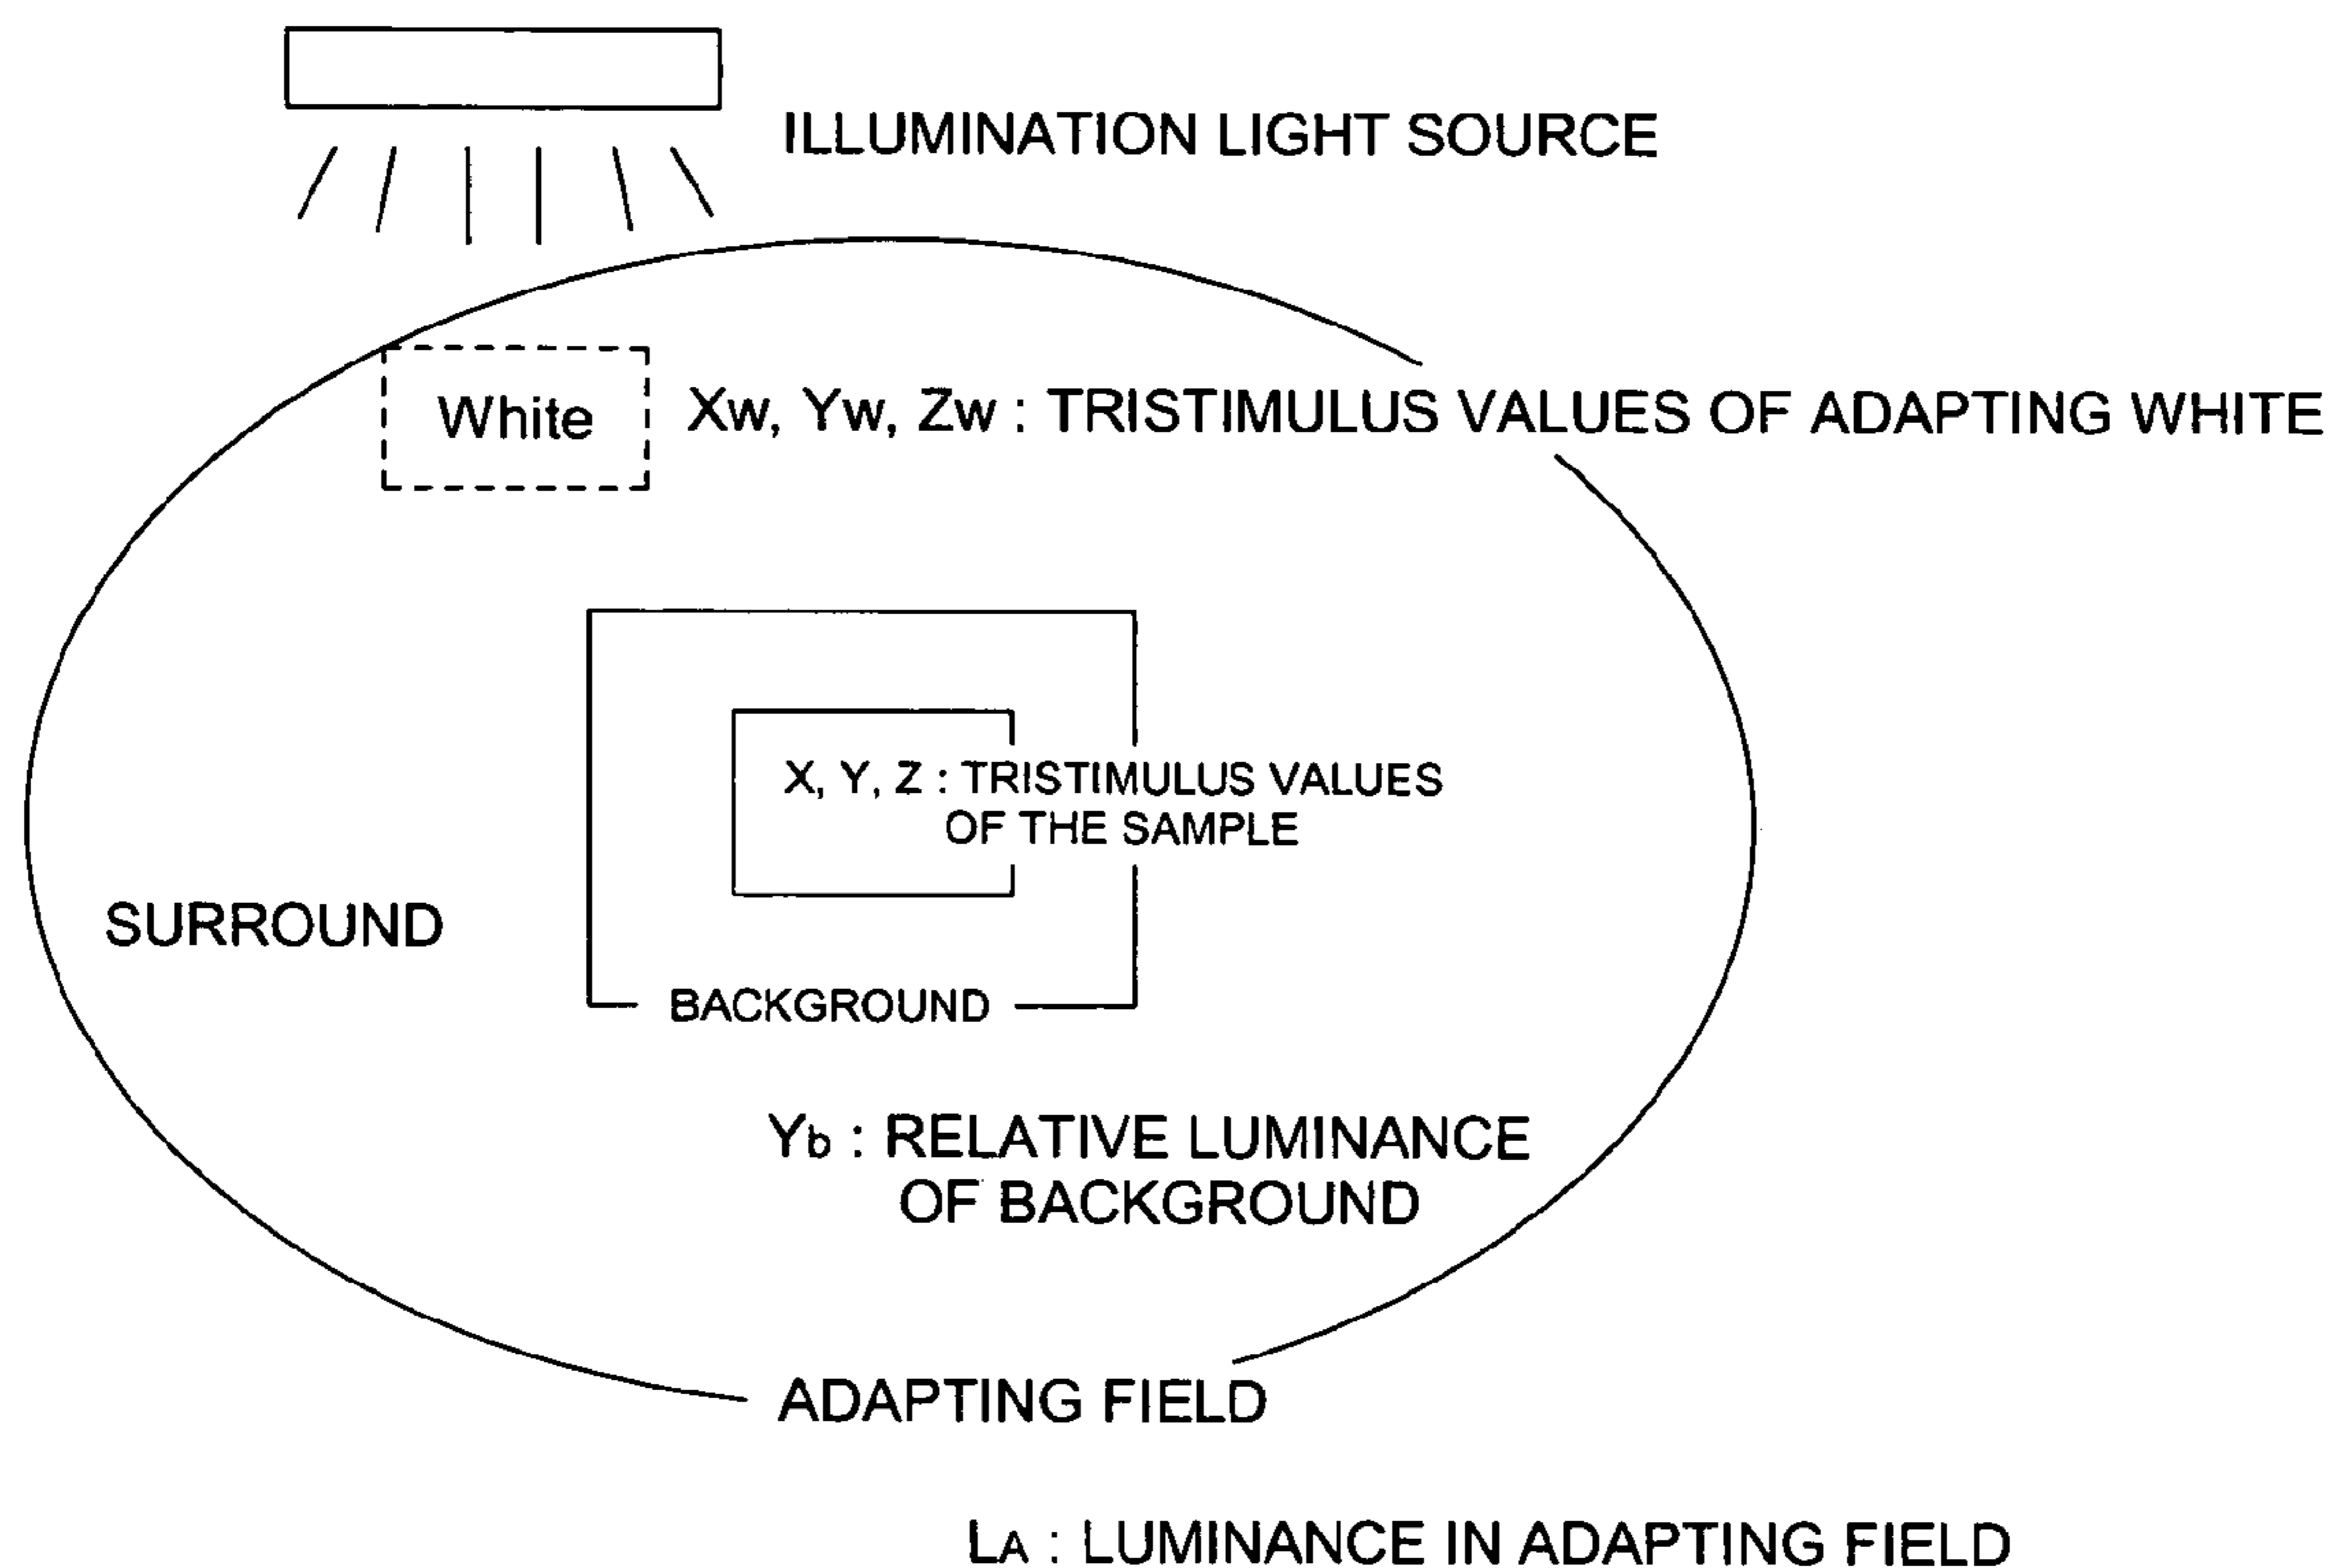 ILLUMINATION LIGHT SOURCE
White
Xw, Yw, Zw : TRISTIMULUS VALUES OF ADAPTING WHITE
X, Y, Z : TRISTIMULUS VALUES
OF THE SAMPLE
SURROUND
BACKGROUND
Yb : RELATIVE LUMINANCE
OF BACKGROUND
ADAPTING FIELD
LA : LUMINANCE IN ADAPTING FIELD